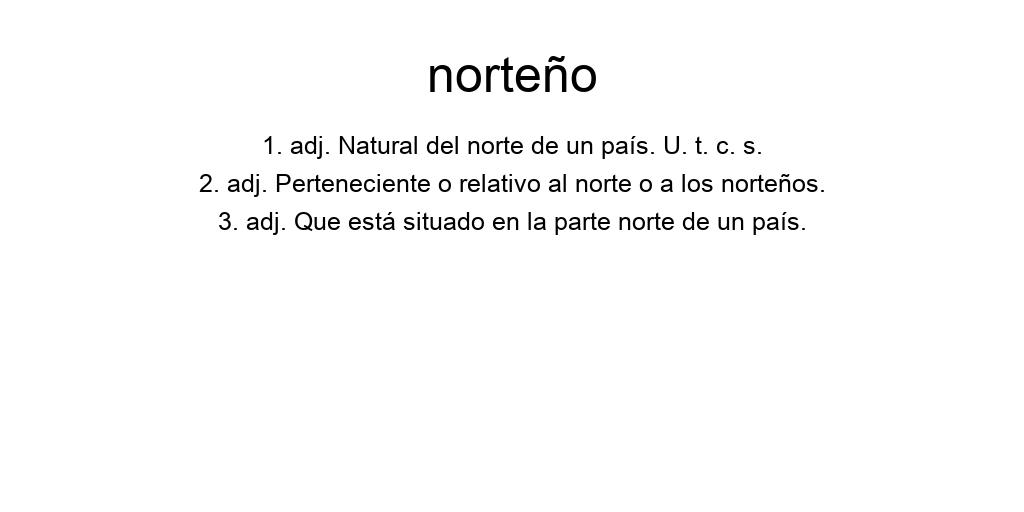 norteño
1. adj. Natural del norte de un país. U. t. c. s.
2. adj. Perteneciente o relativo al norte o a los norteños.
3. adj. Que está situado en la parte norte de un país.